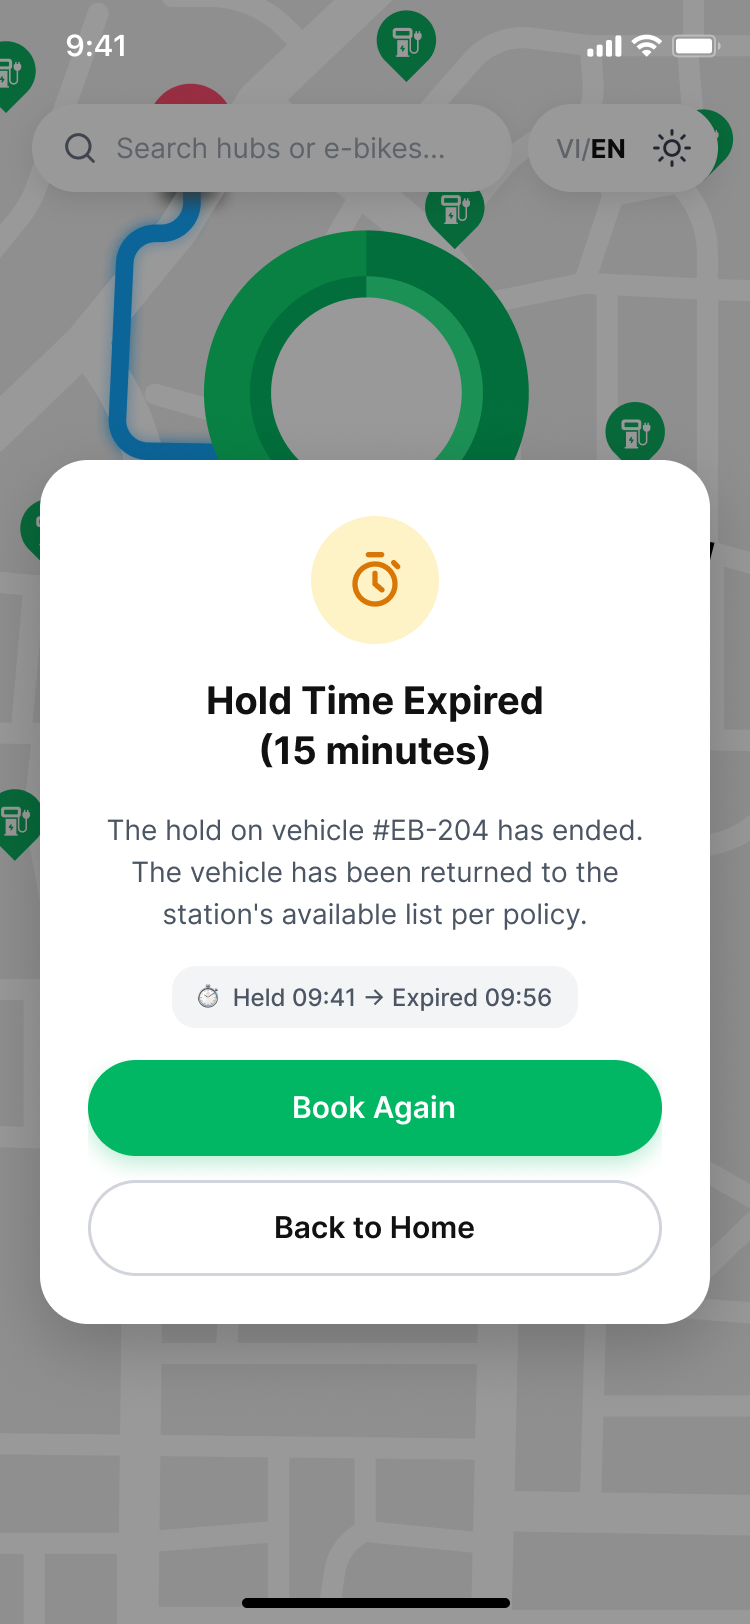 9:41
Search hubs or e-bikes...
VI/EN
Hold Time Expired
(15 minutes)
The hold on vehicle #EB-204 has ended.
The vehicle has been returned to the
station's available list per policy.
⏱ Held 09:41 → Expired 09:56
Book Again
Back to Home